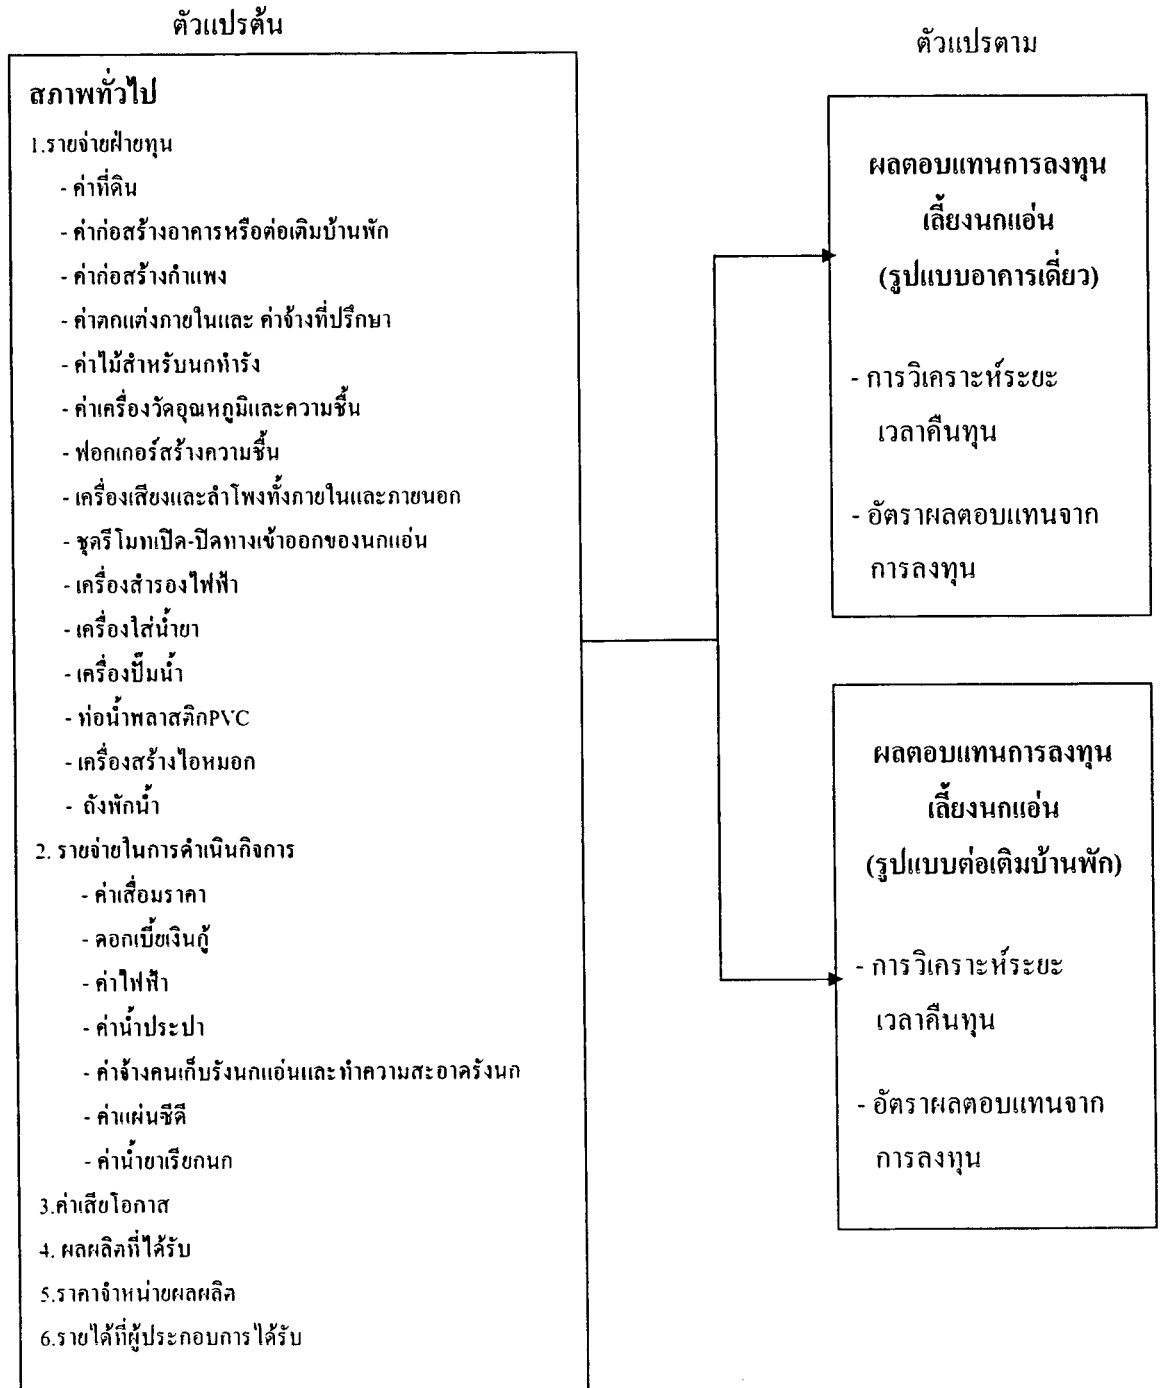 ตัวแปรต้น
สภาพทั่วไป
1.รายจ่ายฝ่ายทุน
- ค่าที่ดิน
- ค่าก่อสร้างอาคารหรือต่อเติมบ้านพัก
- ค่าก่อสร้างกำแพง
- ค่าตกแต่งภายในและ ค่าจ้างที่ปรึกษา
- ค่าไม้สำหรับนกทำรัง
- ค่าเครื่องวัดอุณหภูมิและความชื้น
- ฟอกเกอร์สร้างความชื้น
- เครื่องเสียงและลำโพงทั้งภายในและภายนอก
- ชุดรีโมทเปิด-ปิดทางเข้าออกของนกแอ่น
- เครื่องสำรองไฟฟ้า
- เครื่องใส่น้ำยา
- เครื่องปั๊มน้ำ
- ท่อน้ำพลาสติกPVC
- เครื่องสร้างไอหมอก
- ถังพักน้ำ
2. รายจ่ายในการดำเนินกิจการ
- ค่าเสื่อมราคา
- ดอกเบี้ยเงินกู้
- ค่าไฟฟ้า
- ค่าน้ำประปา
- ค่าจ้างคนเก็บรังนกแอ่นและทำความสะอาดรังนก
- ค่าแผ่นซีดี
- ค่าน้ำยาเรียกนก
3.ค่าเสียโอกาส
4. ผลผลิตที่ได้รับ
5.ราคาจำหน่ายผลผลิต
6.รายได้ที่ผู้ประกอบการได้รับ
ตัวแปรตาม
ผลตอบแทนการลงทุน
เลี้ยงนกแอ่น
(รูปแบบอาคารเดี่ยว)
- การวิเคราะห์ระยะ
เวลาคืนทุน
- อัตราผลตอบแทนจาก
การลงทุน
ผลตอบแทนการลงทุน
เลี้ยงนกแอ่น
(รูปแบบต่อเติมบ้านพัก)
- การวิเคราะห์ระยะ
เวลาคืนทุน
- อัตราผลตอบแทนจาก
การลงทุน